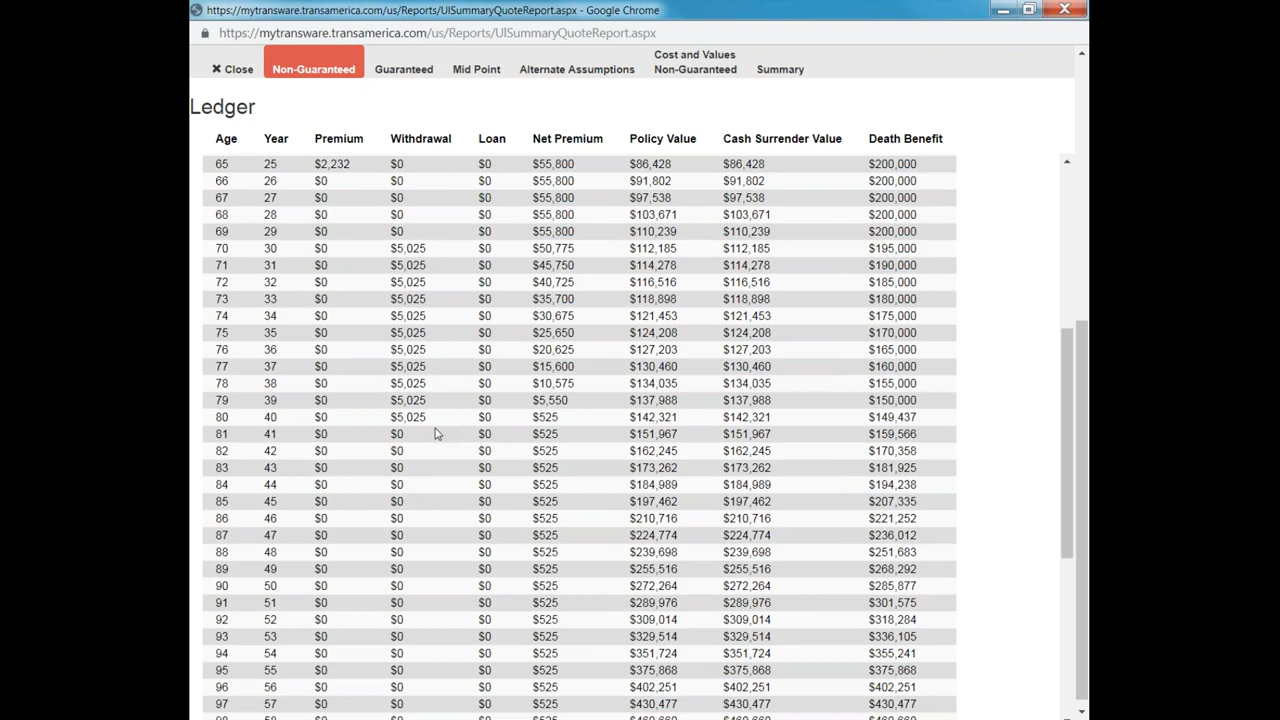 https://mytransware.transamerica.com/us/Reports/UlSummaryQuoteReport.aspx - Google Chrome
https://mytransware.transamerica.com/us/Reports/UlSummaryQuoteReport.aspx
Cost and Values
✖ Close Non-Guaranteed Guaranteed Mid Point Alternate Assumptions Non-Guaranteed Summary
Ledger
Age Year Premium Withdrawal Loan Net Premium Policy Value Cash Surrender Value Death Benefit
65 25 $2,232 $0 $0 $55,800 $86,428 $86,428 $200,000
66 26 $0 $0 $0 $55,800 $91,802 $91,802 $200,000
67 27 $0 $0 $0 $55,800 $97,538 $97,538 $200,000
68 28 $0 $0 $0 $55,800 $103,671 $103,671 $200,000
69 29 $0 $0 $0 $55,800 $110,239 $110,239 $200,000
70 30 $0 $5,025 $0 $50,775 $112,185 $112,185 $195,000
71 31 $0 $5,025 $0 $45,750 $114,278 $114,278 $190,000
72 32 $0 $5,025 $0 $40,725 $116,516 $116,516 $185,000
73 33 $0 $5,025 $0 $35,700 $118,898 $118,898 $180,000
74 34 $0 $5,025 $0 $30,675 $121,453 $121,453 $175,000
75 35 $0 $5,025 $0 $25,650 $124,208 $124,208 $170,000
76 36 $0 $5,025 $0 $20,625 $127,203 $127,203 $165,000
77 37 $0 $5,025 $0 $15,600 $130,460 $130,460 $160,000
78 38 $0 $5,025 $0 $10,575 $134,035 $134,035 $155,000
79 39 $0 $5,025 $0 $5,550 $137,988 $137,988 $150,000
80 40 $0 $5,025 $0 $525 $142,321 $142,321 $149,437
81 41 $0 $0 $0 $525 $151,967 $151,967 $159,566
82 42 $0 $0 $0 $525 $162,245 $162,245 $170,358
83 43 $0 $0 $0 $525 $173,262 $173,262 $181,925
84 44 $0 $0 $0 $525 $184,989 $184,989 $194,238
85 45 $0 $0 $0 $525 $197,462 $197,462 $207,335
86 46 $0 $0 $0 $525 $210,716 $210,716 $221,252
87 47 $0 $0 $0 $525 $224,774 $224,774 $236,012
88 48 $0 $0 $0 $525 $239,698 $239,698 $251,683
89 49 $0 $0 $0 $525 $255,516 $255,516 $268,292
90 50 $0 $0 $0 $525 $272,264 $272,264 $285,877
91 51 $0 $0 $0 $525 $289,976 $289,976 $301,575
92 52 $0 $0 $0 $525 $309,014 $309,014 $318,284
93 53 $0 $0 $0 $525 $329,514 $329,514 $336,105
94 54 $0 $0 $0 $525 $351,724 $351,724 $355,241
95 55 $0 $0 $0 $525 $375,868 $375,868 $375,868
96 56 $0 $0 $0 $525 $402,251 $402,251 $402,251
97 57 $0 $0 $0 $525 $430,477 $430,477 $430,477